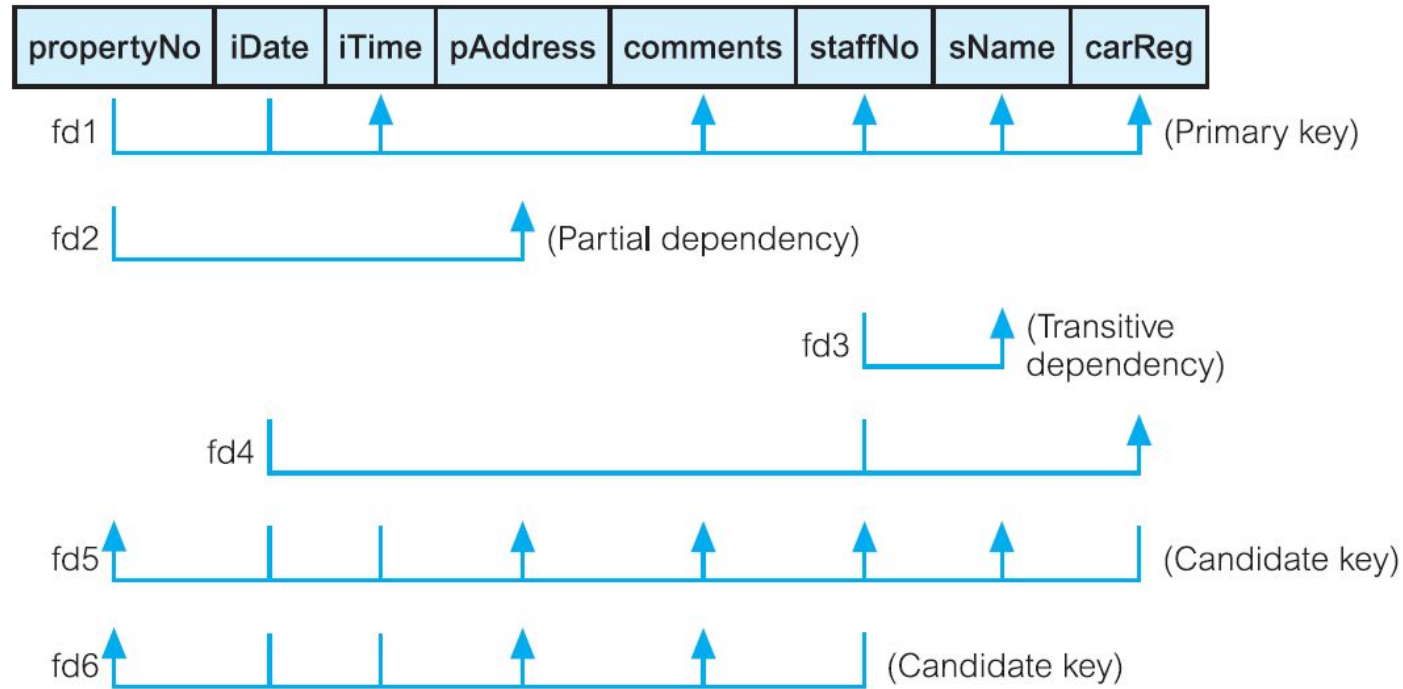 propertyNo iDate iTime pAddress comments staffNo sName carReg
fd1 (Primary key)
fd2 (Partial dependency)
fd3 (Transitive
dependency)
fd4
fd5 (Candidate key)
fd6 (Candidate key)